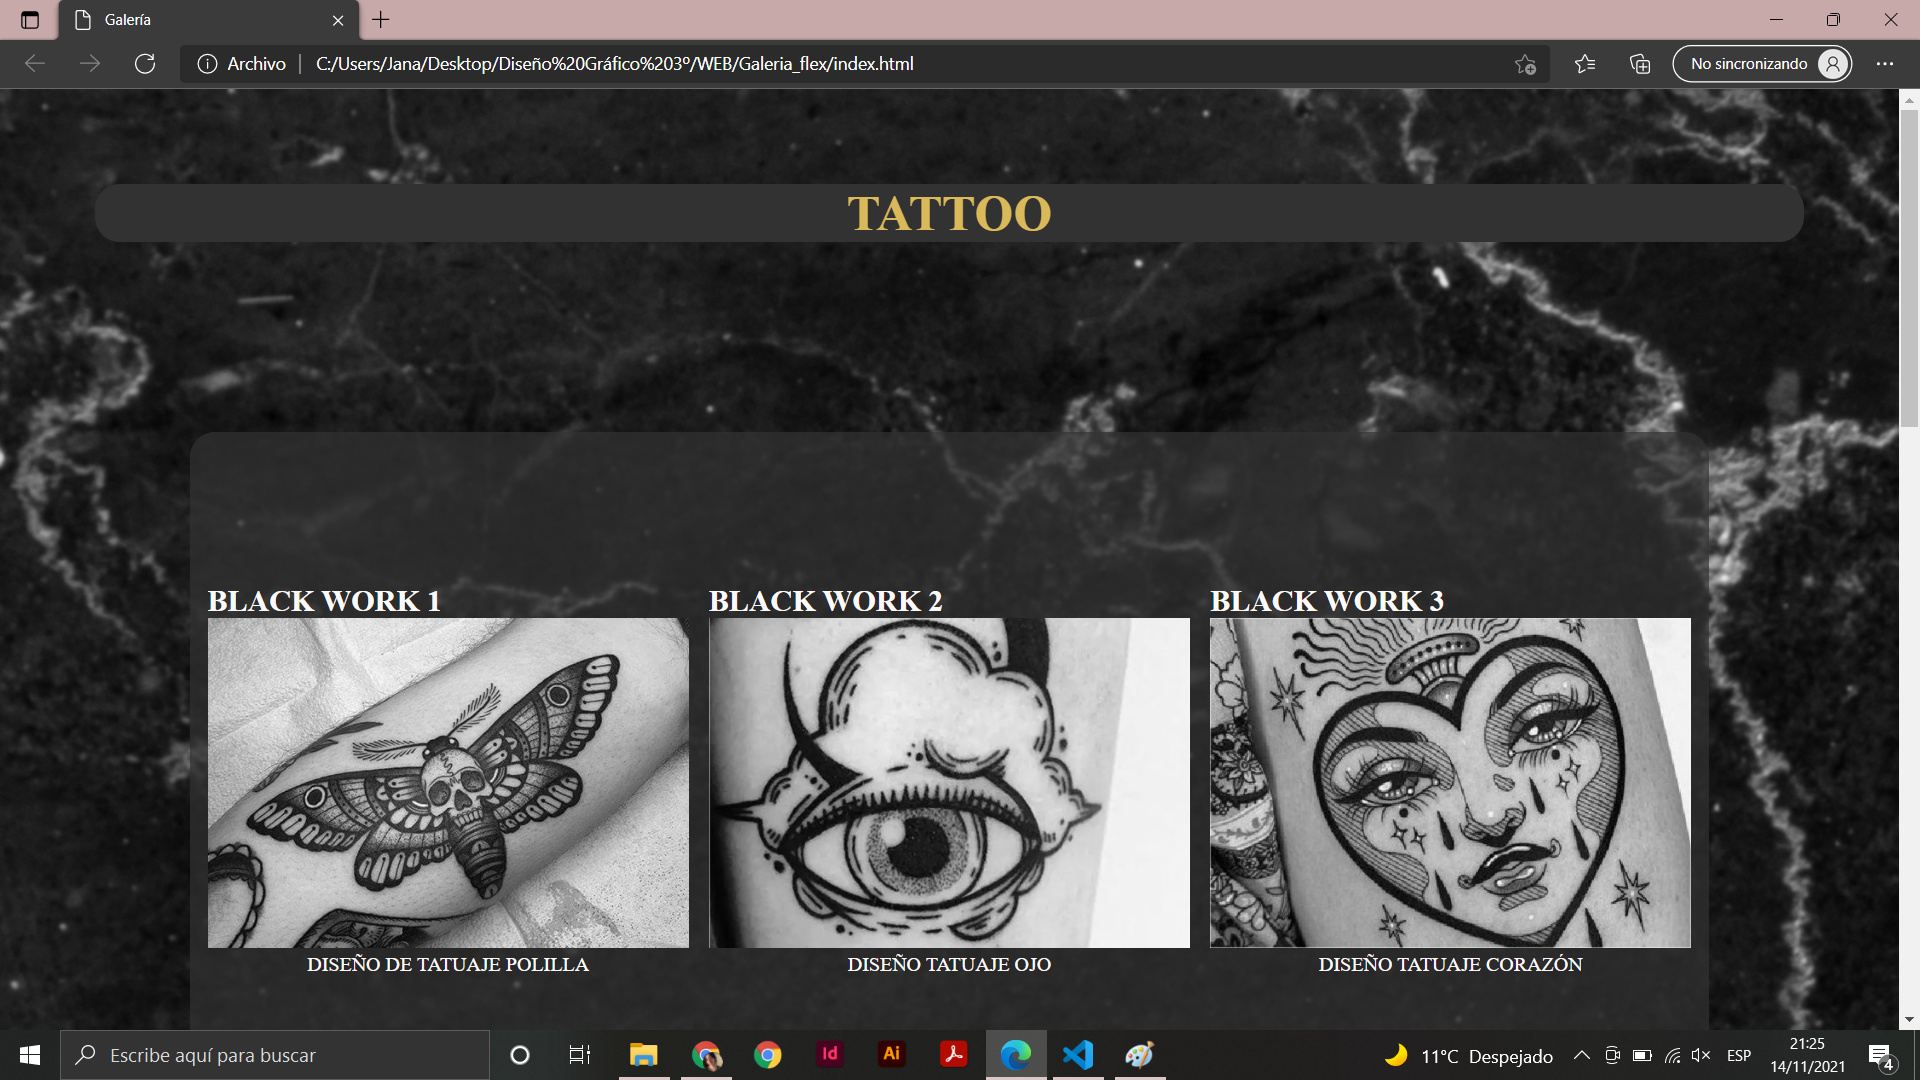 Galería
Archivo
C:/Users/Jana/Desktop/Diseño%20Gráfico%203º/WEB/Galeria_flex/index.html
No sincronizando
TATTOO
BLACK WORK 1
BLACK WORK 2
BLACK WORK 3
DISEÑO DE TATUAJE POLILLA
DISEÑO TATUAJE OJO
DISEÑO TATUAJE CORAZÓN
Escribe aquí para buscar
Id
Ai
11°C Despejado
ESP
21:25
14/11/2021
4